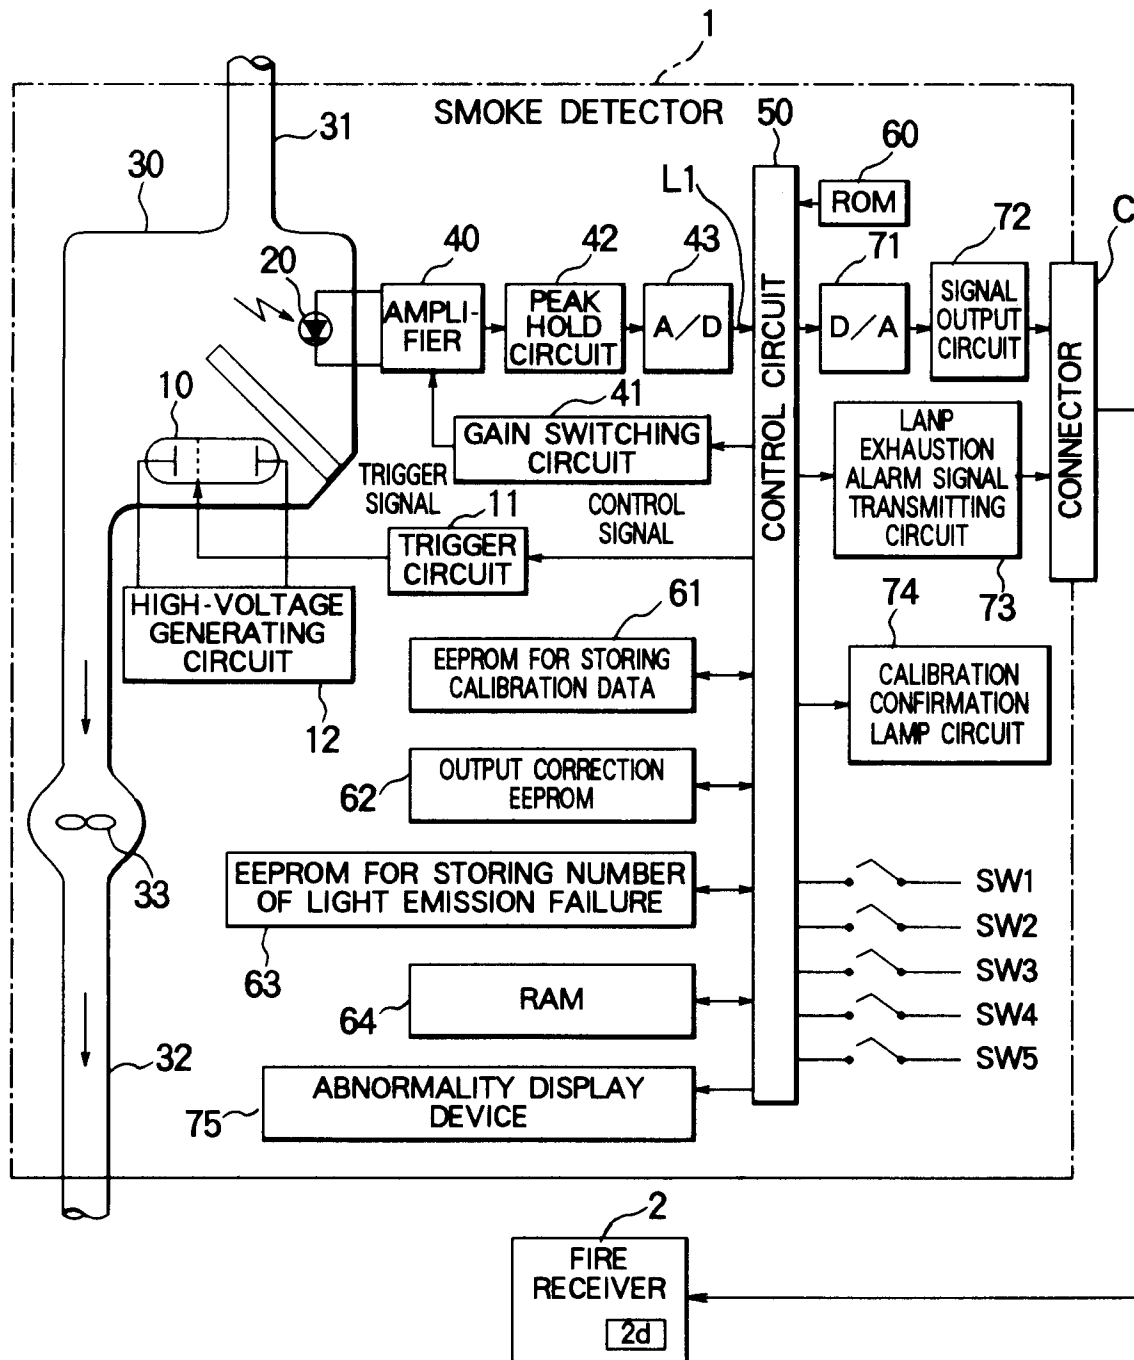 1
SMOKE DETECTOR
50
31
60
30
L1
ROM
C
20
40
42
43
71
72
AMPLI-
FIER
PEAK
HOLD
CIRCUIT
A/D
CONTROL CIRCUIT
D/A
SIGNAL
OUTPUT
CIRCUIT
CONNECTOR
10
41
GAIN SWITCHING
CIRCUIT
LANP
EXHAUSTION
ALARM SIGNAL
TRANSMITTING
CIRCUIT
TRIGGER
SIGNAL
11
CONTROL
SIGNAL
TRIGGER
CIRCUIT
73
HIGH-VOLTAGE
GENERATING
CIRCUIT
12
61
74
EEPROM FOR STORING
CALIBRATION DATA
CALIBRATION
CONFIRMATION
LAMP CIRCUIT
62
OUTPUT CORRECTION
EEPROM
33
EEPROM FOR STORING NUMBER
OF LIGHT EMISSION FAILURE
63
SW1
SW2
SW3
SW4
SW5
64
RAM
32
75
ABNORMALITY DISPLAY
DEVICE
2
FIRE
RECEIVER
2d